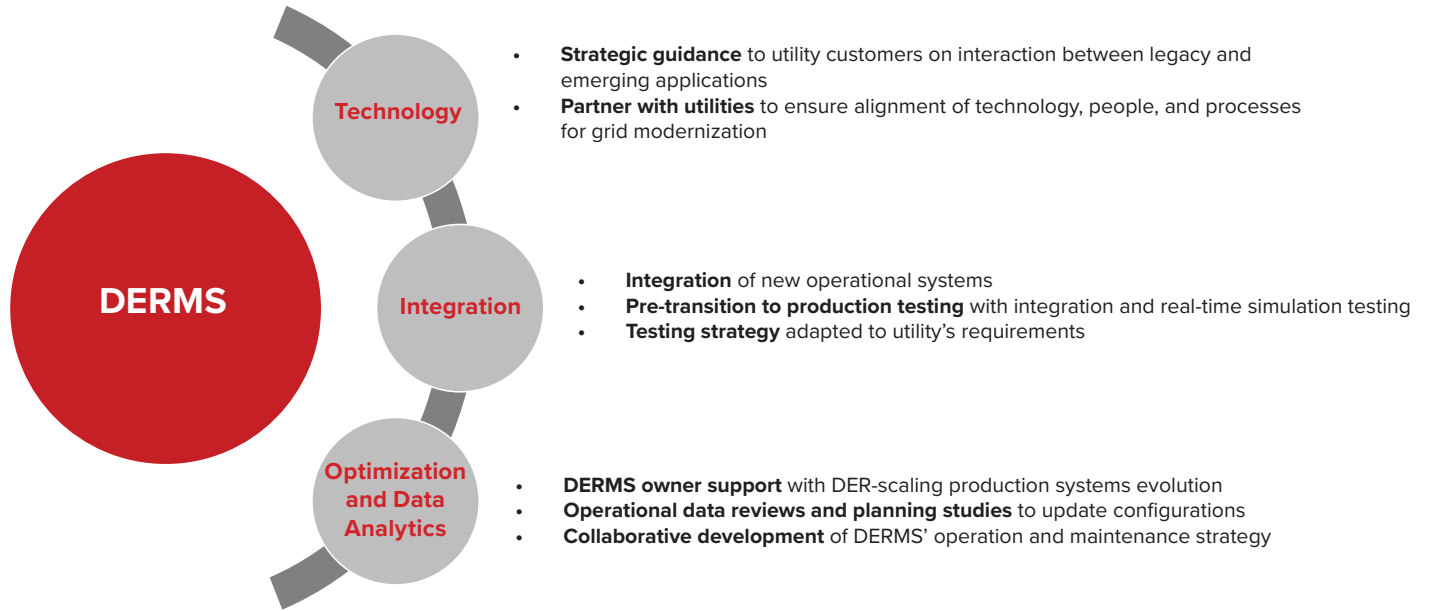 DERMS
Technology
• Strategic guidance to utility customers on interaction between legacy and
emerging applications
• Partner with utilities to ensure alignment of technology, people, and processes
for grid modernization
Integration
• Integration of new operational systems
• Pre-transition to production testing with integration and real-time simulation testing
• Testing strategy adapted to utility’s requirements
Optimization
and Data
Analytics
• DERMS owner support with DER-scaling production systems evolution
• Operational data reviews and planning studies to update configurations
• Collaborative development of DERMS’ operation and maintenance strategy